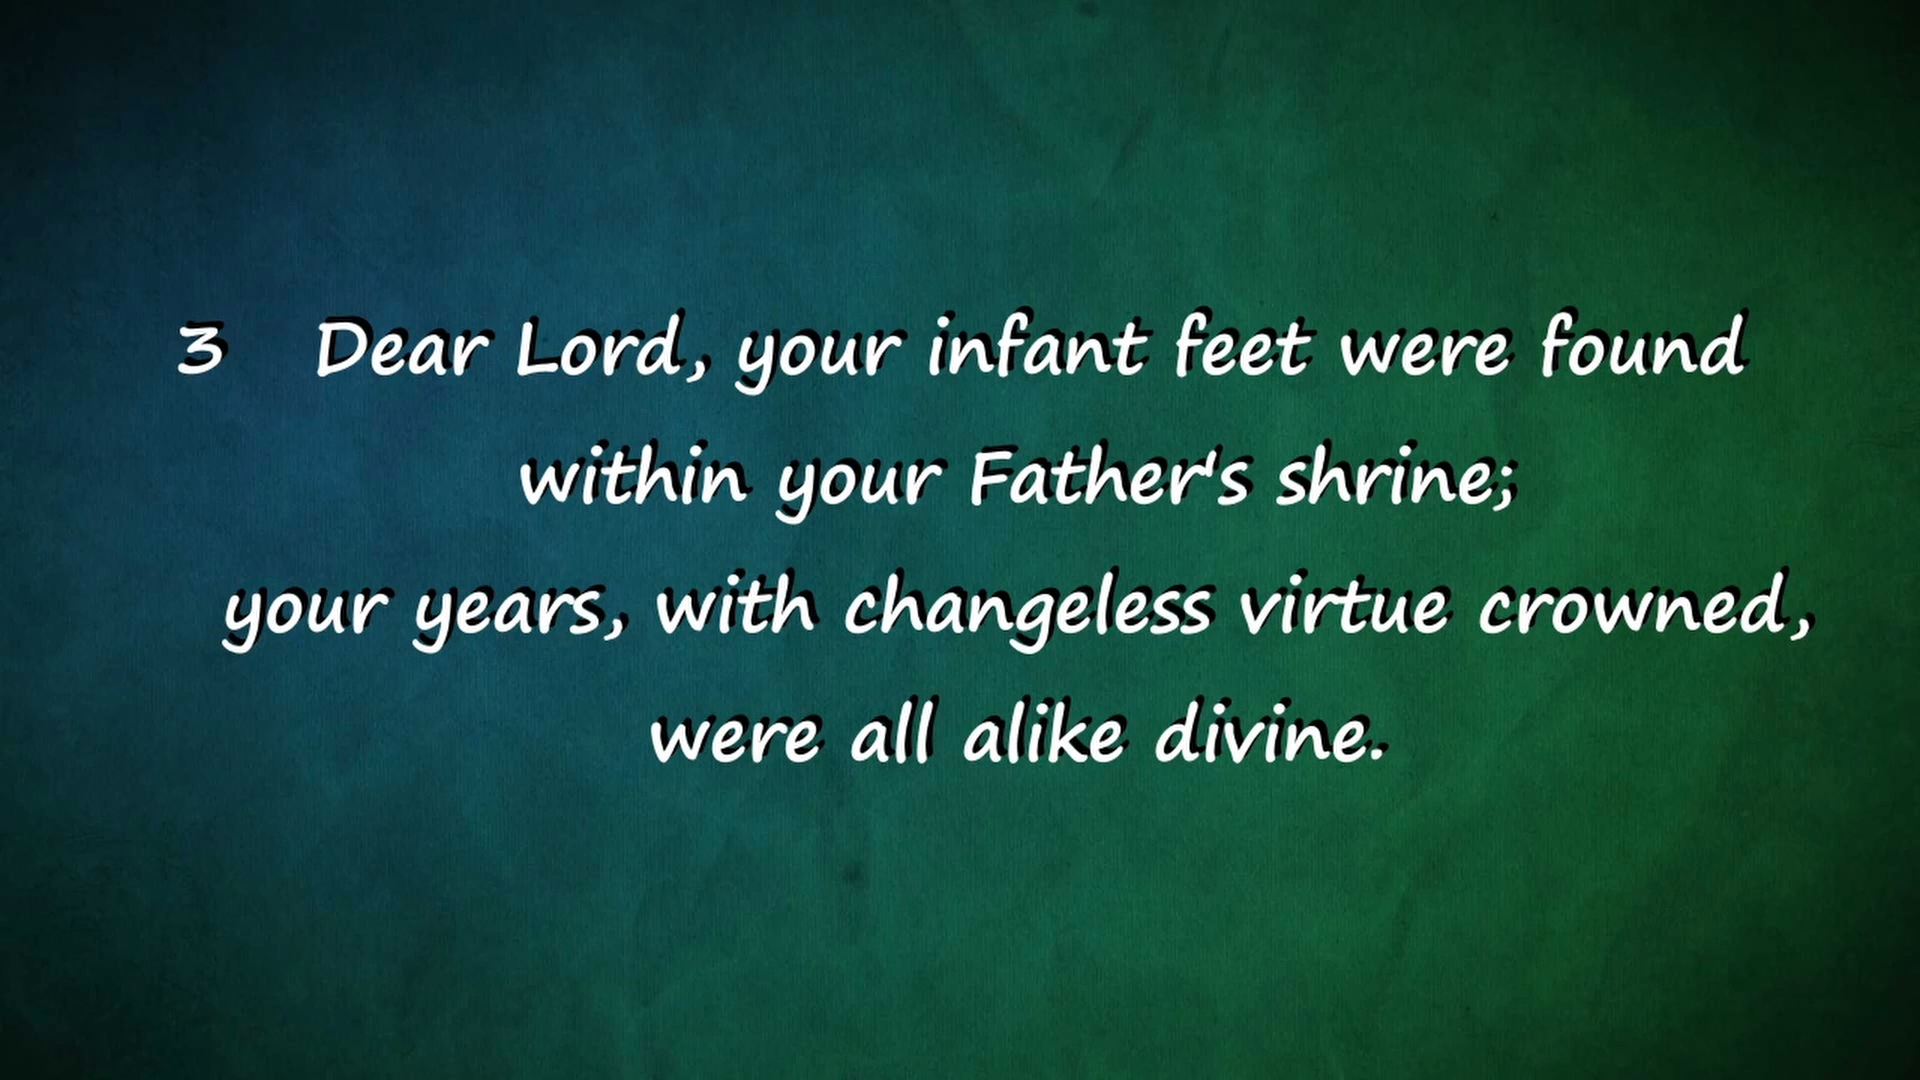 3 Dear Lord, your infant feet were found
within your Father's shrine;
your years, with changeless virtue crowned,
were all alike divine.